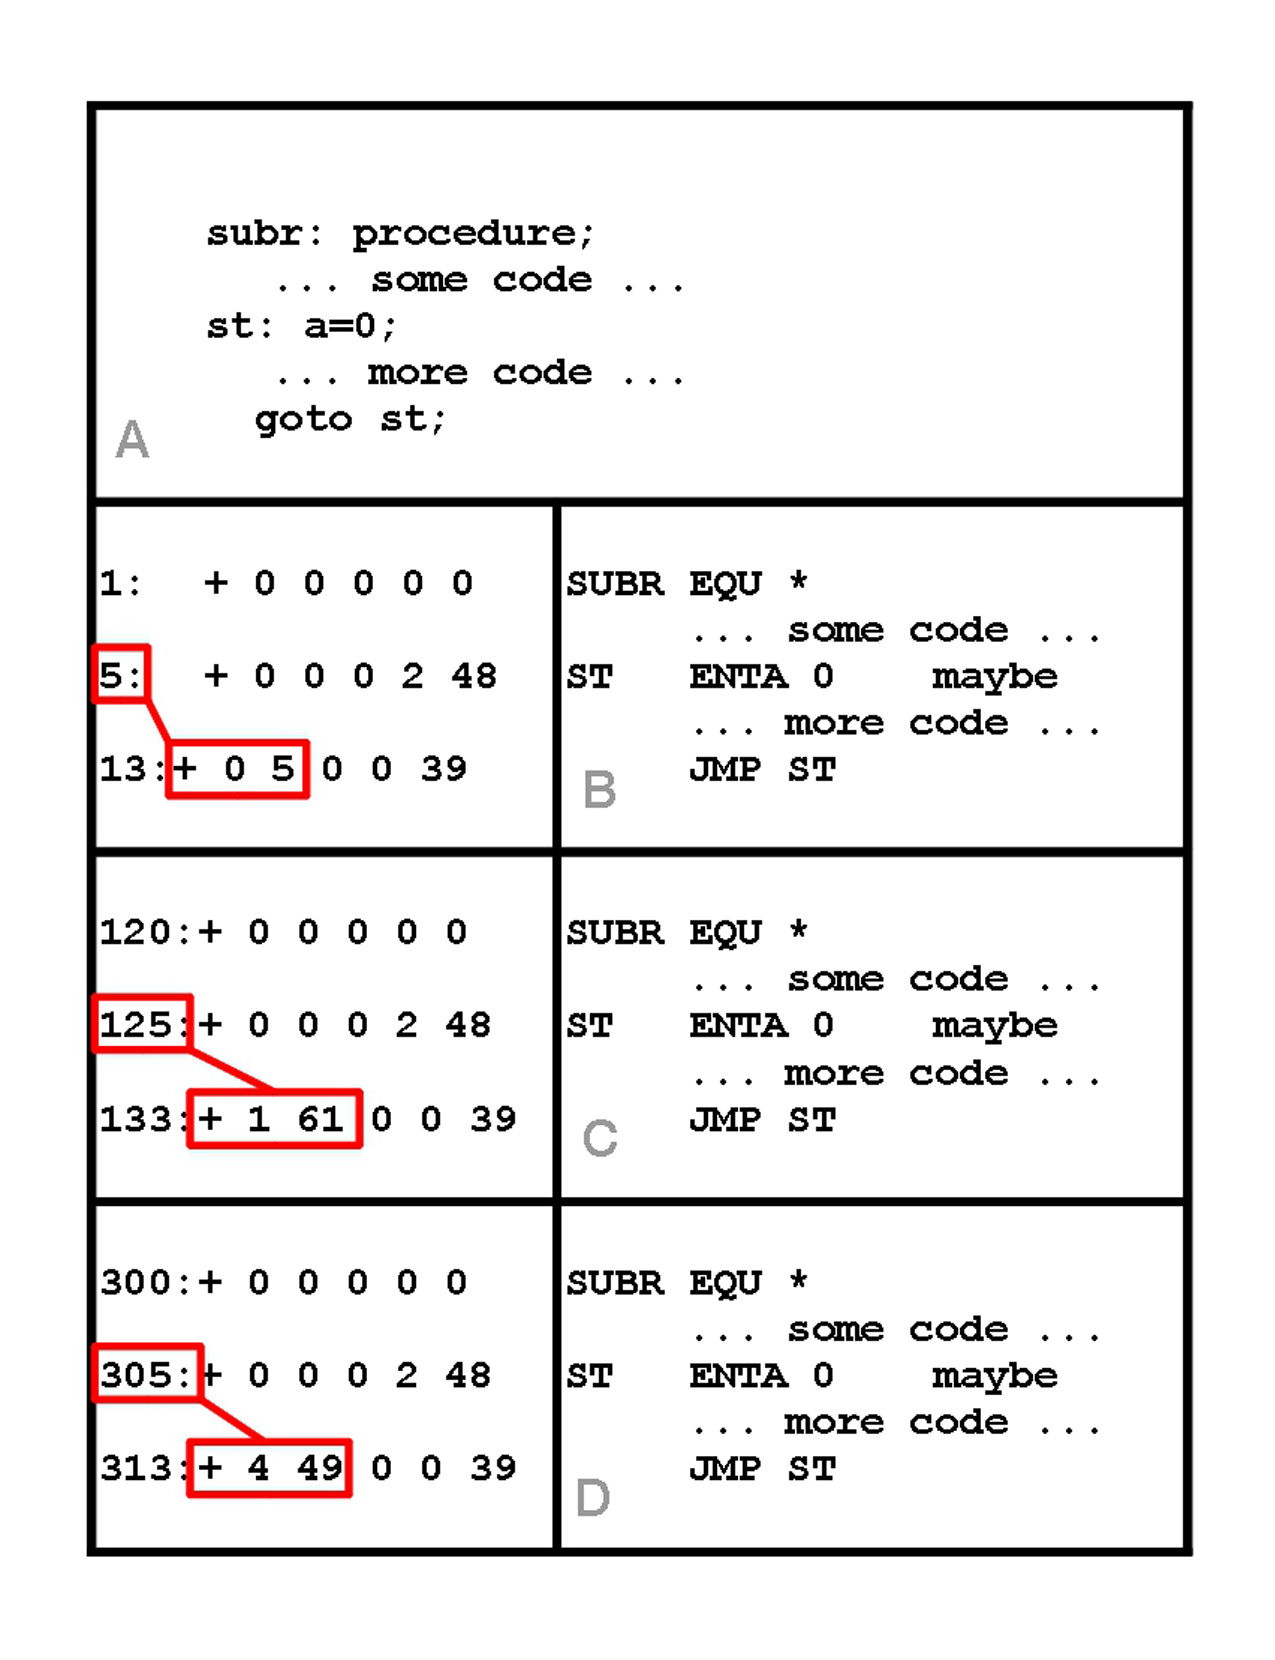 subr: procedure;
... some code ...
st: a=0;
... more code ...
goto st;
A
1: + 0 0 0 0 0 SUBR EQU *
... some code ...
5: + 0 0 0 2 48 ST ENTA 0 maybe
... more code ...
13:+ 0 5 0 0 39 JMP ST
B
120:+ 0 0 0 0 0 SUBR EQU *
... some code ...
125:+ 0 0 0 2 48 ST ENTA 0 maybe
... more code ...
133:+ 1 61 0 0 39 JMP ST
C
300:+ 0 0 0 0 0 SUBR EQU *
... some code ...
305:+ 0 0 0 2 48 ST ENTA 0 maybe
... more code ...
313:+ 4 49 0 0 39 JMP ST
D